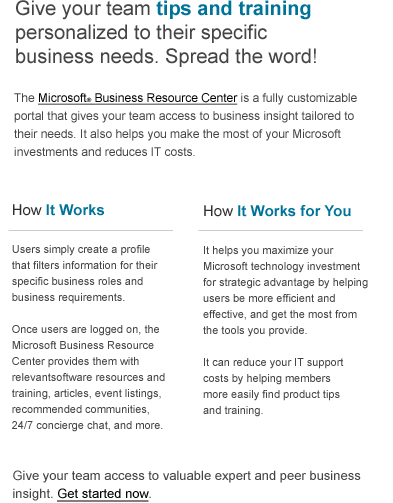 Give your team tips and training
personalized to their specific
business needs. Spread the word!
The Microsoft® Business Resource Center is a fully customizable
portal that gives your team access to business insight tailored to
their needs. It also helps you make the most of your Microsoft
investments and reduces IT costs.
How It Works
Users simply create a profile
that filters information for their
specific business roles and
business requirements.
Once users are logged on, the
Microsoft Business Resource
Center provides them with
relevantsoftware resources and
training, articles, event listings,
recommended communities,
24/7 concierge chat, and more.
How It Works for You
It helps you maximize your
Microsoft technology investment
for strategic advantage by helping
users be more efficient and
effective, and get the most from
the tools you provide.
It can reduce your IT support
costs by helping members
more easily find product tips
and training.
Give your team access to valuable expert and peer business
insight. Get started now.